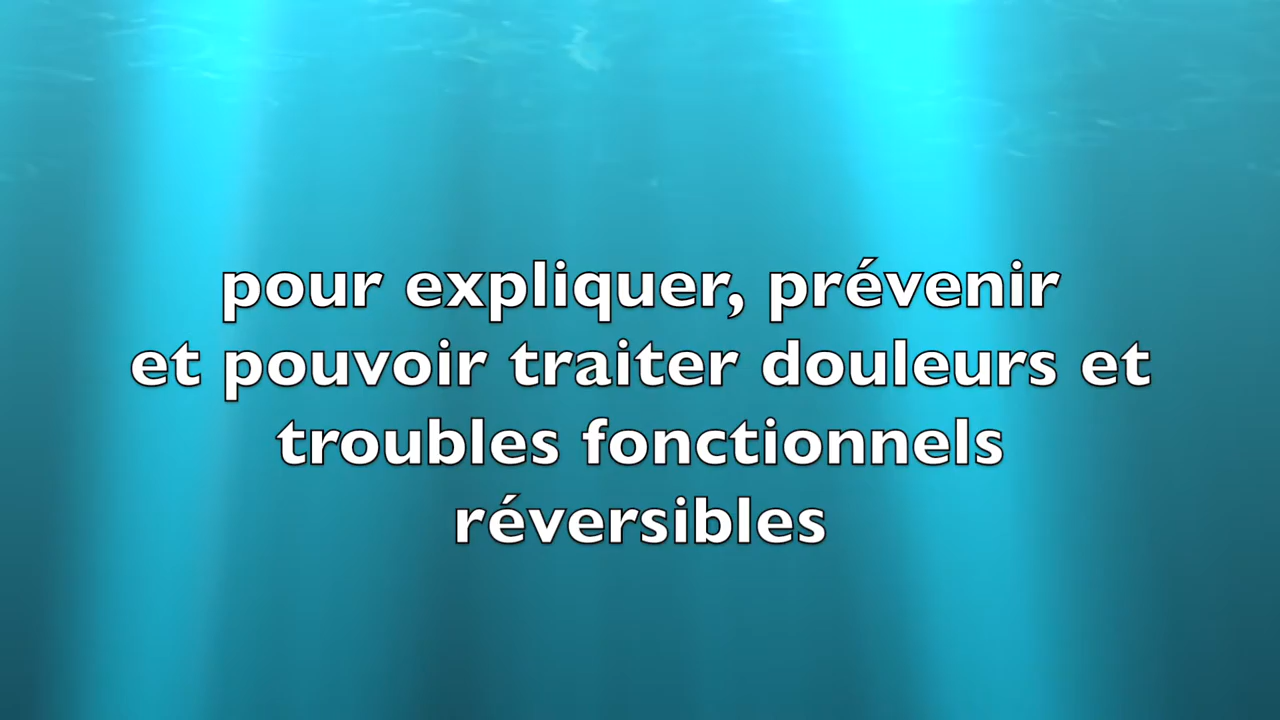 pour expliquer, prévenir
et pouvoir traiter douleurs et
troubles fonctionnels
réversibles